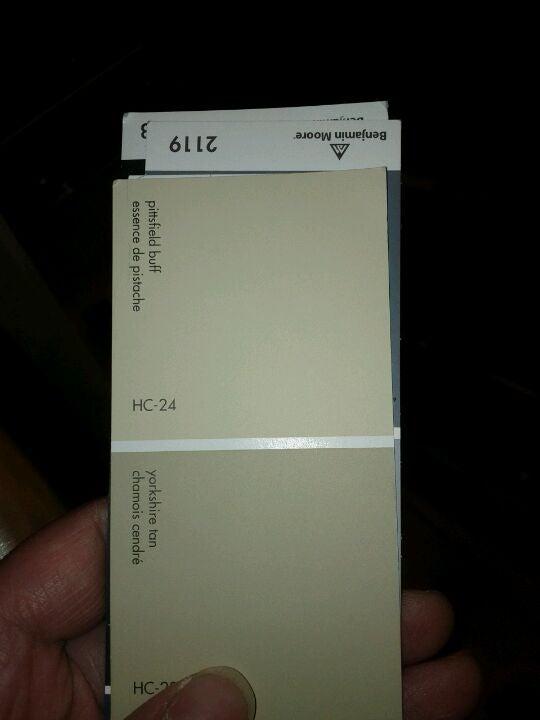 Benjamin Moore
2119
pittsfield buff
essence de pistache
HC-24
yorkshire tan
chamois cendré